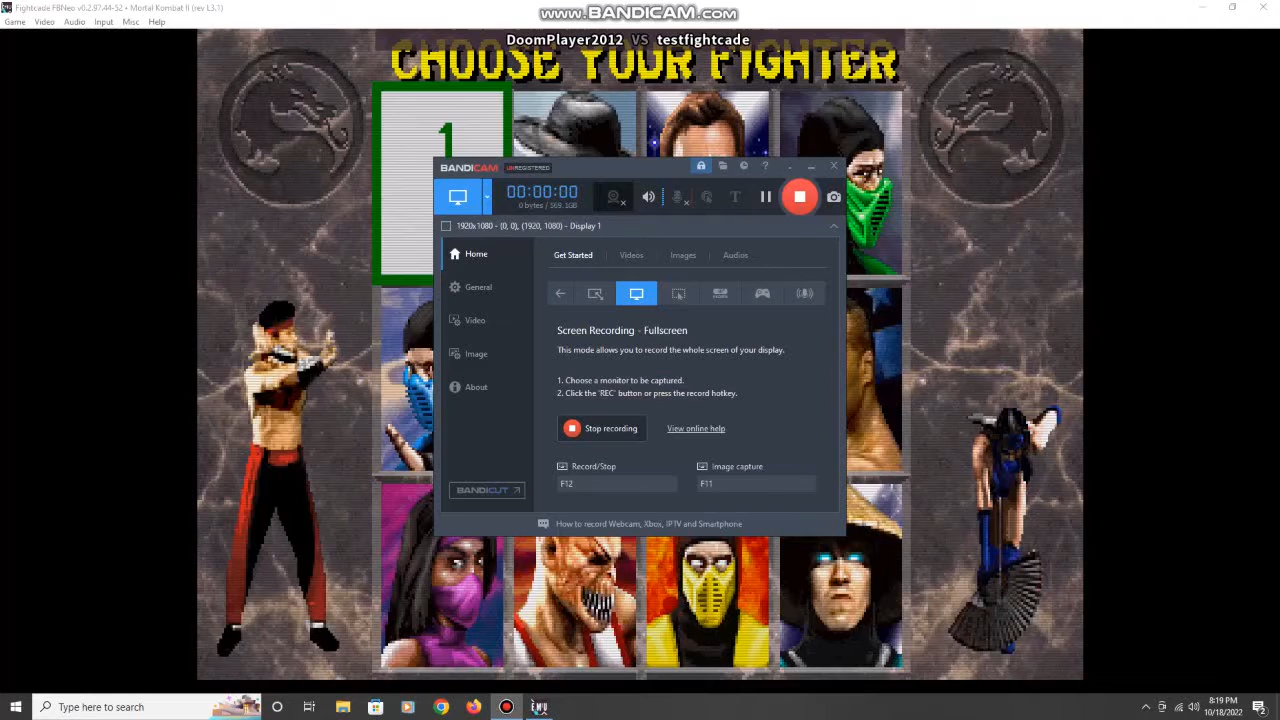 Fightcade FBNeo v0.2.97.44-52 • Mortal Kombat II (rev L3.1)
www.BANDICAM.com
Game Video Audio Input Misc Help
DoomPlayer2012 VS testfightcade
CHOOSE YOUR FIGHTER
1
BANDICAM UNREGISTERED
00:00:00
0 bytes / 569.1GB
1920x1080 - (0, 0), (1920, 1080) - Display 1
Home
General
Video
Image
About
BANDICUT
Get Started Videos Images Audios
Screen Recording - Fullscreen
This mode allows you to record the whole screen of your display.
1. Choose a monitor to be captured.
2. Click the 'REC' button or press the record hotkey.
Stop recording View online help
Record/Stop Image capture
F12 F11
How to record Webcam, Xbox, IPTV and Smartphone
Type here to search
8:19 PM
10/18/2022
2